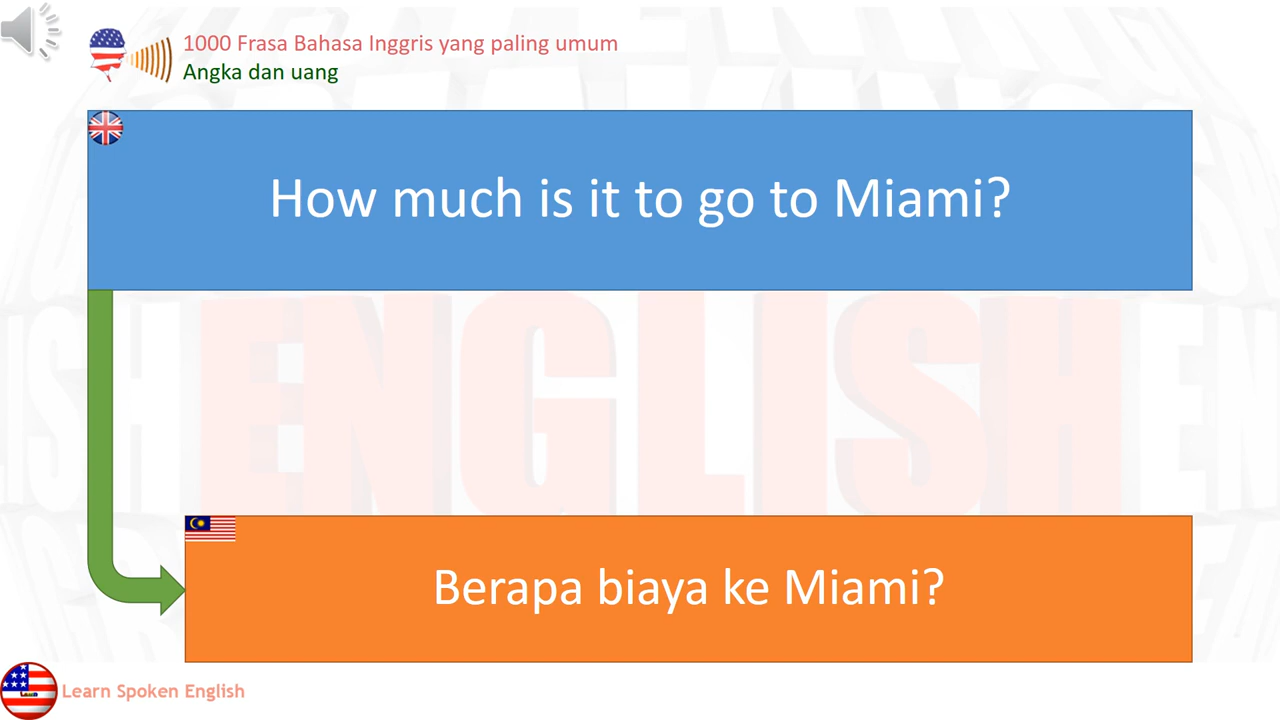 1000 Frasa Bahasa Inggris yang paling umum
Angka dan uang
How much is it to go to Miami?
ENGLISH
Berapa biaya ke Miami?
Learn Spoken English